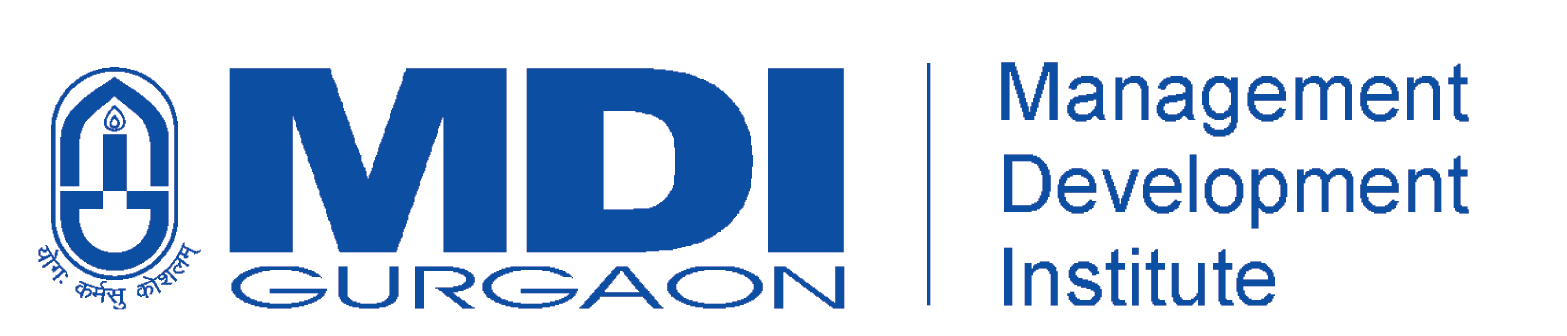 योगः कर्मसु कोशलम्
MDI
GURGAON
Management
Development
Institute